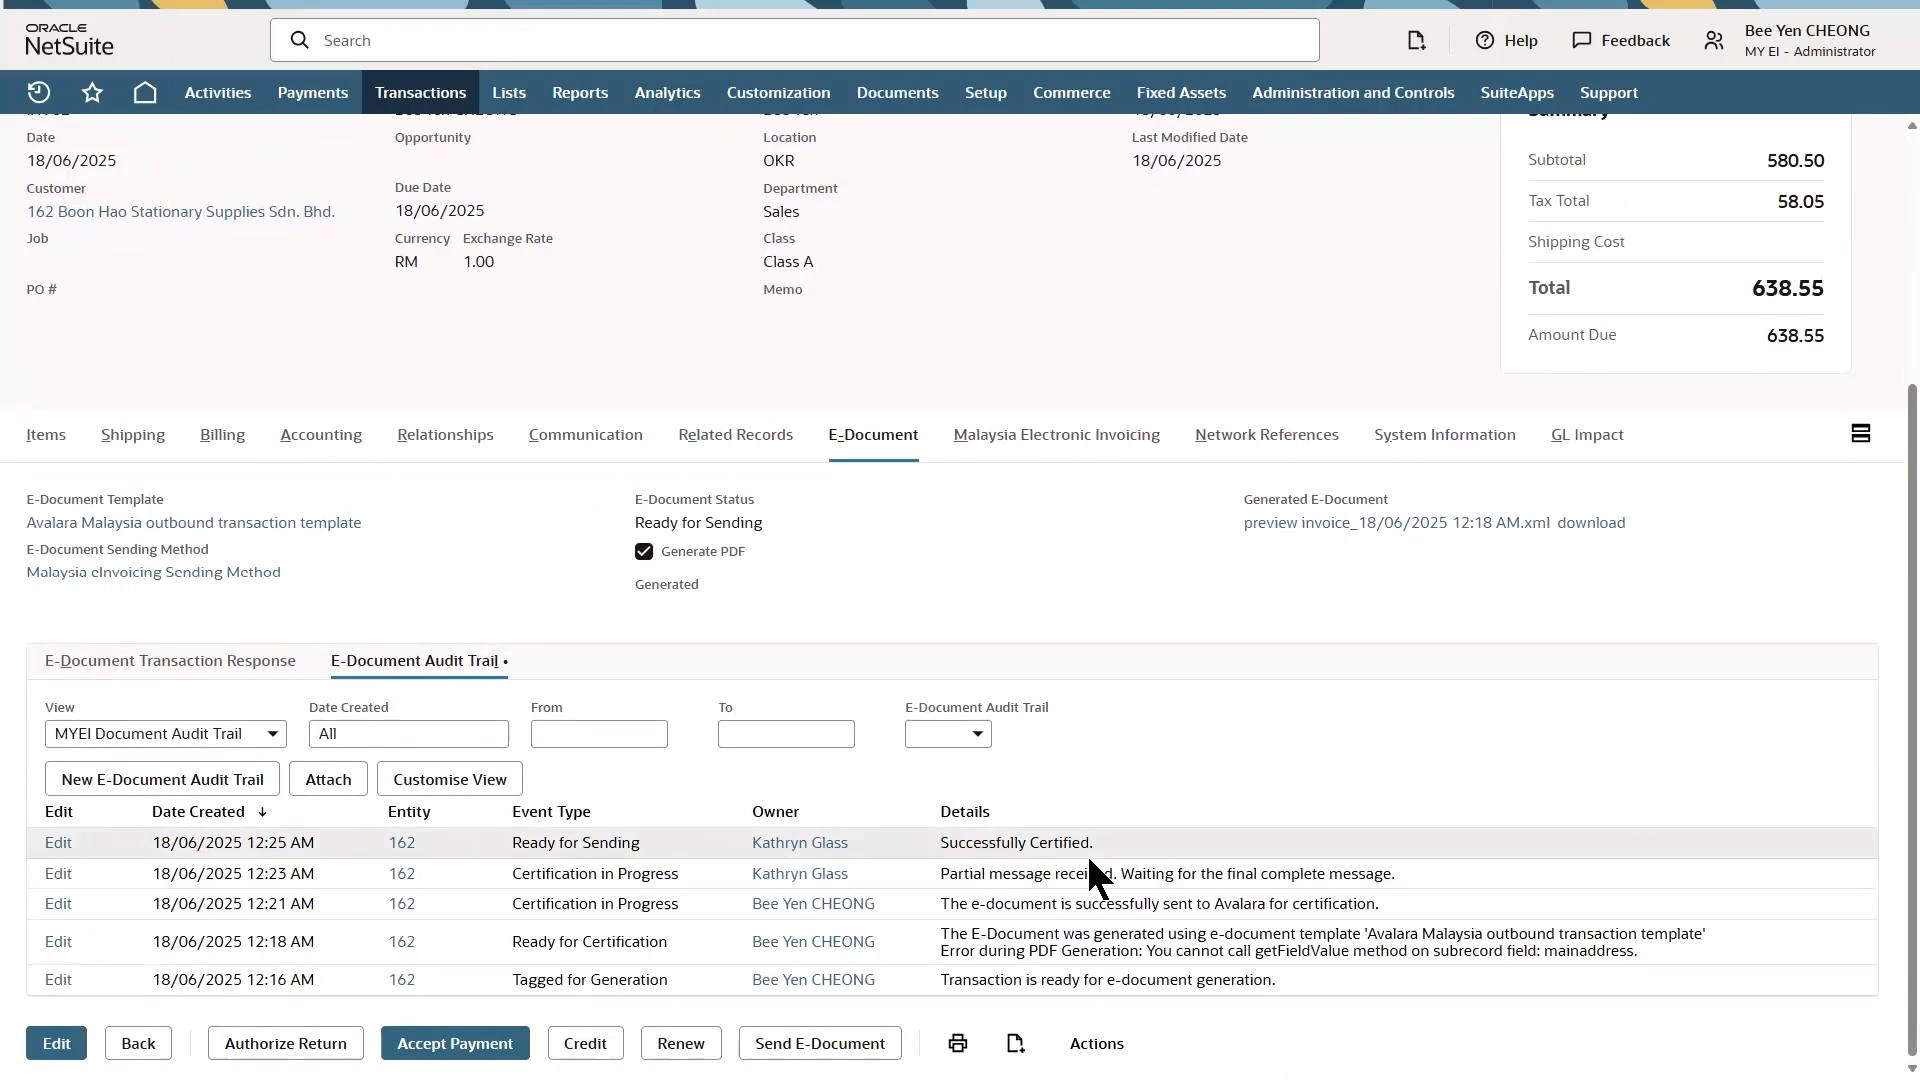 ORACLE
NetSuite
Search
Help
Feedback
Bee Yen CHEONG
MY EI - Administrator
Activities
Payments
Transactions
Lists
Reports
Analytics
Customization
Documents
Setup
Commerce
Fixed Assets
Administration and Controls
SuiteApps
Support
Date
18/06/2025
Customer
162 Boon Hao Stationary Supplies Sdn. Bhd.
Job
PO #
Opportunity
Due Date
18/06/2025
Currency Exchange Rate
RM 1.00
Location
OKR
Department
Sales
Class
Class A
Memo
Last Modified Date
18/06/2025
Summary
Subtotal 580.50
Tax Total 58.05
Shipping Cost
Total 638.55
Amount Due 638.55
Items
Shipping
Billing
Accounting
Relationships
Communication
Related Records
E-Document
Malaysia Electronic Invoicing
Network References
System Information
GL Impact
E-Document Template
Avalara Malaysia outbound transaction template
E-Document Sending Method
Malaysia eInvoicing Sending Method
E-Document Status
Ready for Sending
Generate PDF
Generated
Generated E-Document
preview invoice_18/06/2025 12:18 AM.xml download
E-Document Transaction Response
E-Document Audit Trail •
View
MYEI Document Audit Trail
Date Created
All
From
To
E-Document Audit Trail
New E-Document Audit Trail
Attach
Customise View
Edit Date Created ↓ Entity Event Type Owner Details
Edit 18/06/2025 12:25 AM 162 Ready for Sending Kathryn Glass Successfully Certified.
Edit 18/06/2025 12:23 AM 162 Certification in Progress Kathryn Glass Partial message received. Waiting for the final complete message.
Edit 18/06/2025 12:21 AM 162 Certification in Progress Bee Yen CHEONG The e-document is successfully sent to Avalara for certification.
Edit 18/06/2025 12:18 AM 162 Ready for Certification Bee Yen CHEONG The E-Document was generated using e-document template 'Avalara Malaysia outbound transaction template'
Error during PDF Generation: You cannot call getFieldValue method on subrecord field: mainaddress.
Edit 18/06/2025 12:16 AM 162 Tagged for Generation Bee Yen CHEONG Transaction is ready for e-document generation.
Edit
Back
Authorize Return
Accept Payment
Credit
Renew
Send E-Document
Actions